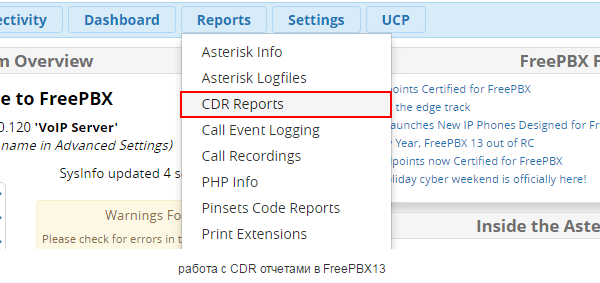 ectivity Dashboard Reports Settings UCP
Asterisk Info
Asterisk Logfiles
CDR Reports
Call Event Logging
Call Recordings
PHP Info
Pinsets Code Reports
Print Extensions
m Overview
e to FreePBX
0.120 'VoIP Server'
name in Advanced Settings)
SysInfo updated 4 s
Warnings Fo
Please check for errors in t
FreePBX F
points Certified for FreePBX
the edge track
aunches New IP Phones Designed for Fr
Year, FreePBX 13 out of RC
dpoints now Certified for FreePBX
liday cyber weekend is officially here!
Inside the Aste
работа с CDR отчетами в FreePBX13